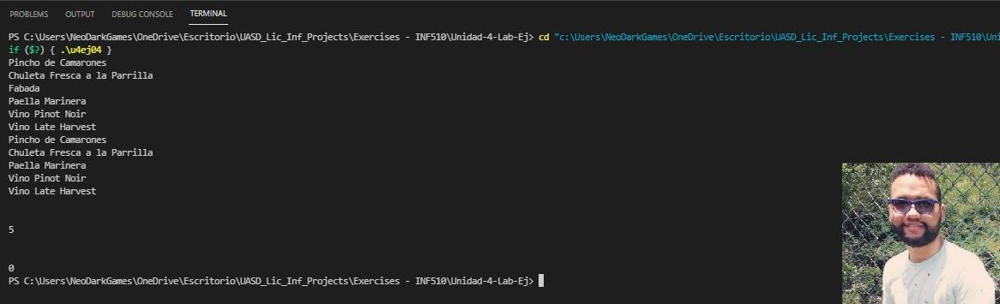 PROBLEMS OUTPUT DEBUG CONSOLE TERMINAL
PS C:\Users\NeoDarkGames\OneDrive\Escritorio\UASD_Lic_Inf_Projects\Exercises - INF510\Unidad-4-Lab-Ej> cd "c:\Users\NeoDarkGames\OneDrive\Escritorio\UASD_Lic_Inf_Projects\Exercises - INF510\Uni
if ($?) { .\u4ej04 }
Pincho de Camarones
Chuleta Fresca a la Parrilla
Fabada
Paella Marinera
Vino Pinot Noir
Vino Late Harvest
Pincho de Camarones
Chuleta Fresca a la Parrilla
Paella Marinera
Vino Pinot Noir
Vino Late Harvest
5
0
PS C:\Users\NeoDarkGames\OneDrive\Escritorio\UASD_Lic_Inf_Projects\Exercises - INF510\Unidad-4-Lab-Ej>